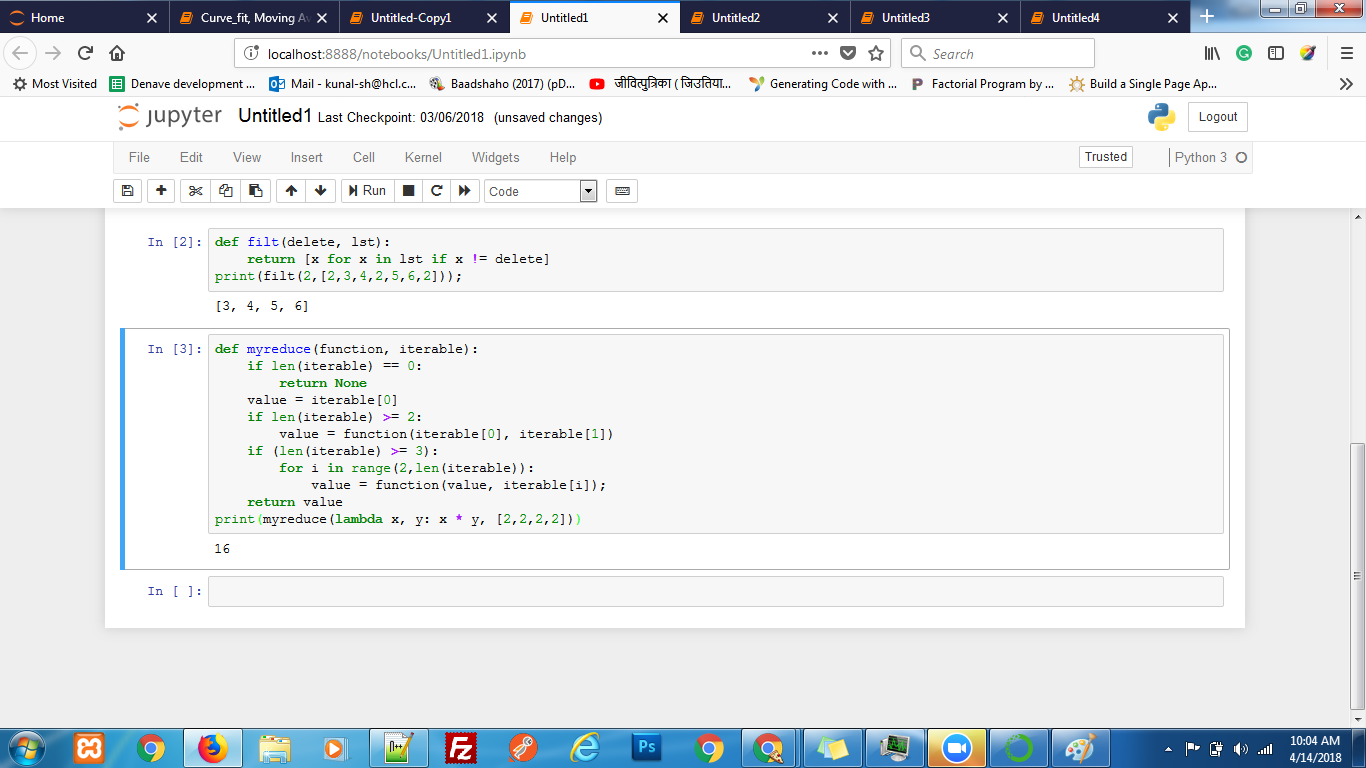 Home
Curve_fit, Moving Av
Untitled-Copy1
Untitled1
Untitled2
Untitled3
Untitled4
localhost:8888/notebooks/Untitled1.ipynb
Search
Most Visited
Denave development ...
Mail - kunal-sh@hcl.c...
Baadshaho (2017) (pD...
जीवित्पुत्रिका ( जिउतिया...
Generating Code with ...
Factorial Program by ...
Build a Single Page Ap...
jupyter Untitled1 Last Checkpoint: 03/06/2018 (unsaved changes)
Logout
File Edit View Insert Cell Kernel Widgets Help
Trusted
Python 3
Run
Code
In [2]: def filt(delete, lst):
    return [x for x in lst if x != delete]
print(filt(2,[2,3,4,2,5,6,2]));
[3, 4, 5, 6]
In [3]: def myreduce(function, iterable):
    if len(iterable) == 0:
        return None
    value = iterable[0]
    if len(iterable) >= 2:
        value = function(iterable[0], iterable[1])
    if (len(iterable) >= 3):
        for i in range(2,len(iterable)):
            value = function(value, iterable[i]);
    return value
print(myreduce(lambda x, y: x * y, [2,2,2,2]))
16
In [ ]:
n++
Fz
Ps
10:04 AM
4/14/2018